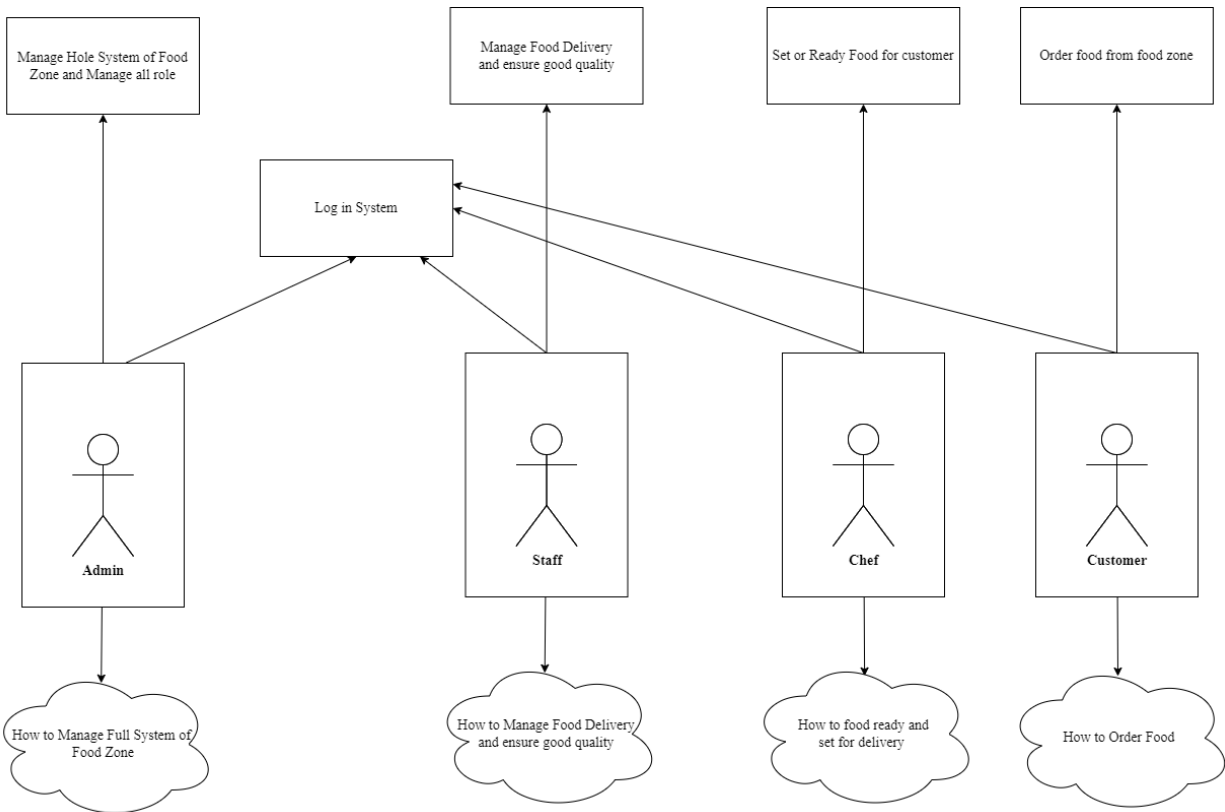 Manage Hole System of Food
Zone and Manage all role
Manage Food Delivery
and ensure good quality
Set or Ready Food for customer
Order food from food zone
Log in System
Admin
Staff
Chef
Customer
How to Manage Full System of
Food Zone
How to Manage Food Delivery
and ensure good quality
How to food ready and
set for delivery
How to Order Food